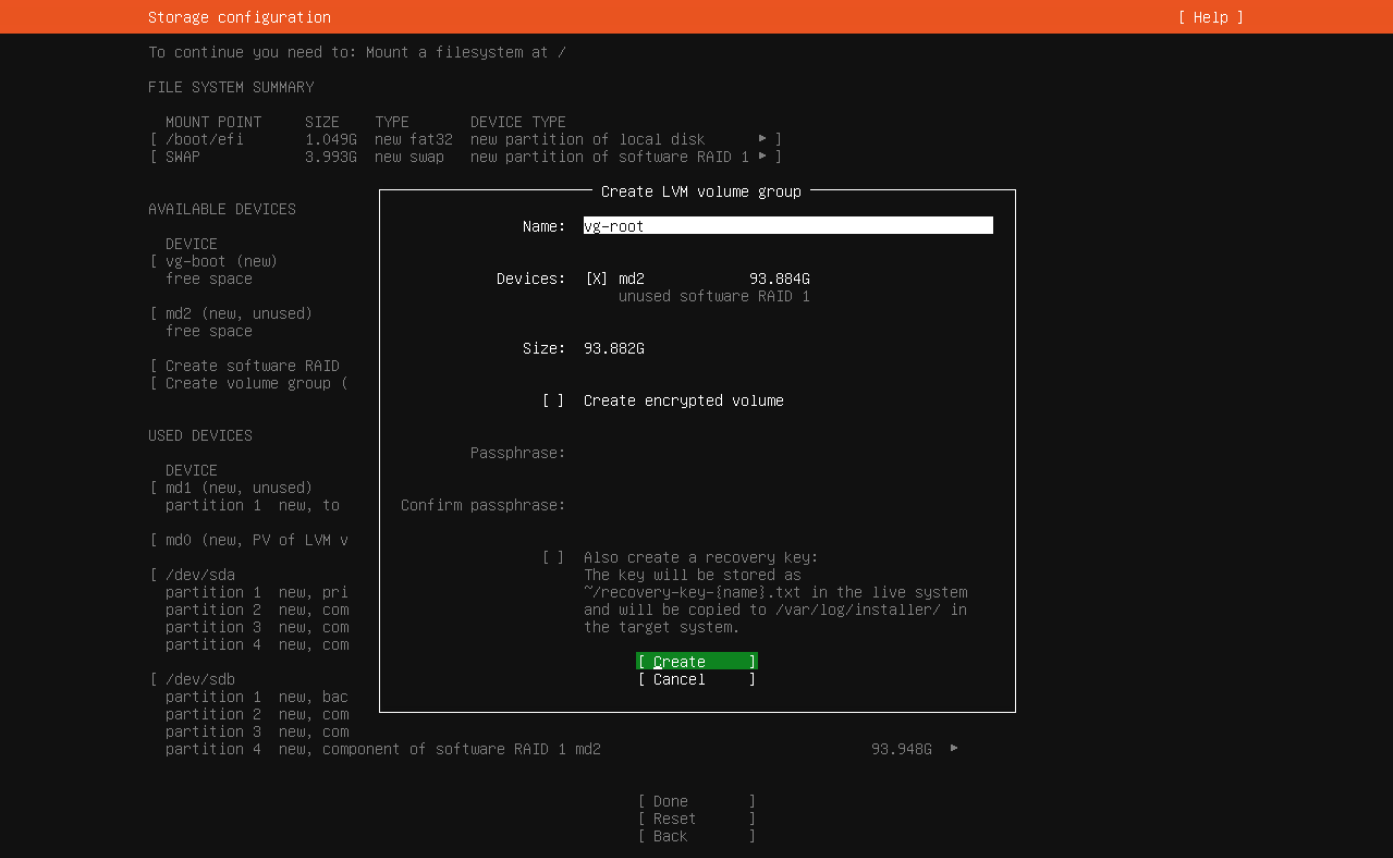 Storage configuration [ Help ]
To continue you need to: Mount a filesystem at /
FILE SYSTEM SUMMARY
MOUNT POINT SIZE TYPE DEVICE TYPE
[ /boot/efi 1.049G new fat32 new partition of local disk ▸ ]
[ SWAP 3.993G new swap new partition of software RAID 1 ▸ ]
Create LVM volume group
AVAILABLE DEVICES
Name: vg-root
DEVICE
[ vg-boot (new)
free space
Devices: [X] md2 93.884G
unused software RAID 1
[ md2 (new, unused)
free space
Size: 93.882G
[ Create software RAID
[ Create volume group (
[ ] Create encrypted volume
USED DEVICES
Passphrase:
DEVICE
[ md1 (new, unused)
partition 1 new, to
Confirm passphrase:
[ md0 (new, PV of LVM v
[ ] Also create a recovery key:
The key will be stored as
~/recovery-key-{name}.txt in the live system
and will be copied to /var/log/installer/ in
the target system.
[ /dev/sda
partition 1 new, pri
partition 2 new, com
partition 3 new, com
partition 4 new, com
[ Create ]
[ Cancel ]
[ /dev/sdb
partition 1 new, bac
partition 2 new, com
partition 3 new, com
partition 4 new, component of software RAID 1 md2 93.948G ▸
[ Done ]
[ Reset ]
[ Back ]